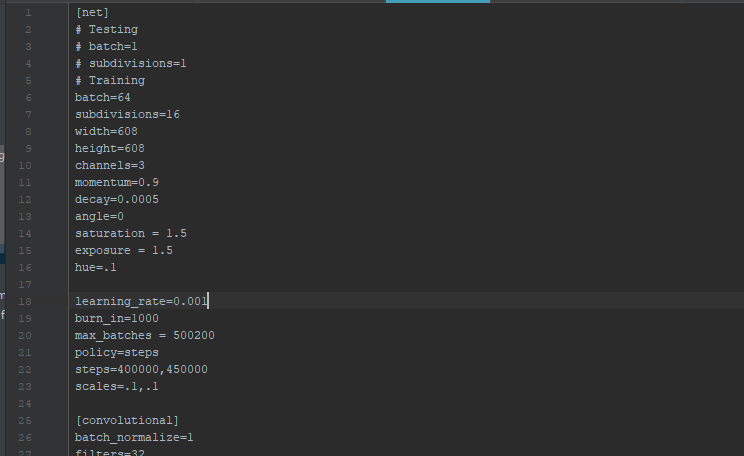 1 [net]
2 # Testing
3 # batch=1
4 # subdivisions=1
5 # Training
6 batch=64
7 subdivisions=16
8 width=608
9 height=608
10 channels=3
11 momentum=0.9
12 decay=0.0005
13 angle=0
14 saturation = 1.5
15 exposure = 1.5
16 hue=.1
17
18 learning_rate=0.001
19 burn_in=1000
20 max_batches = 500200
21 policy=steps
22 steps=400000,450000
23 scales=.1,.1
24
25 [convolutional]
26 batch_normalize=1
27 filters=32